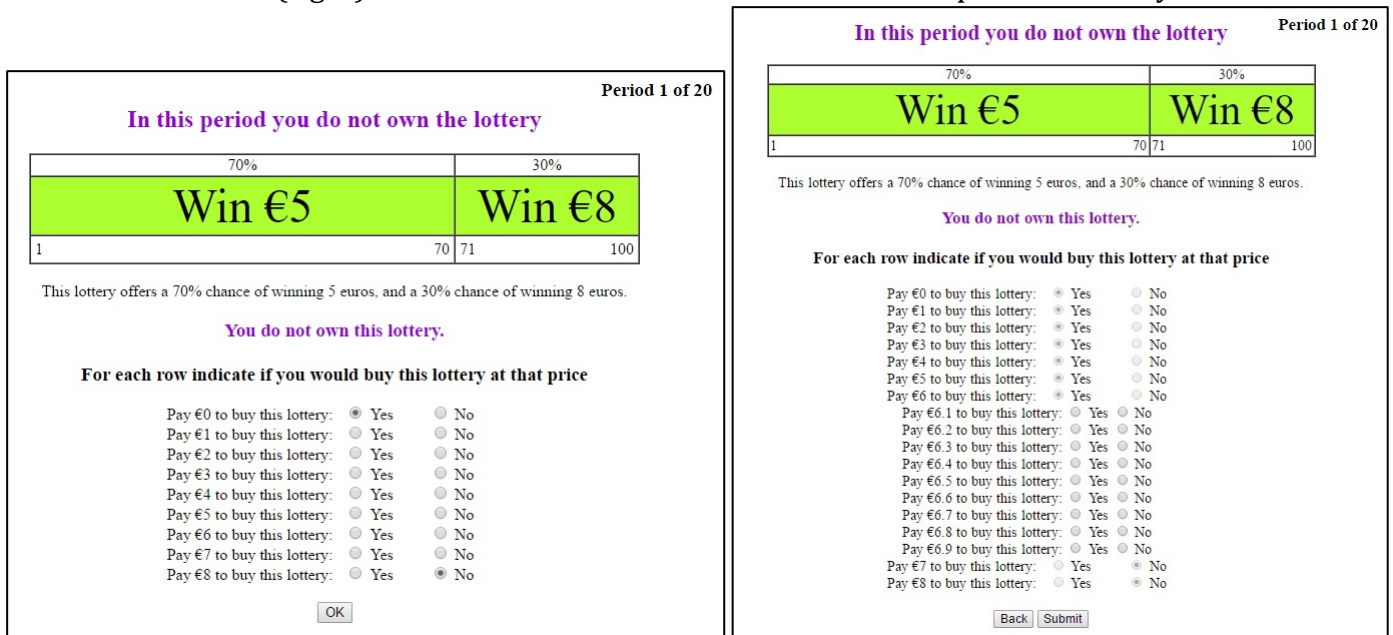 Period 1 of 20
In this period you do not own the lottery
70% 30%
Win €5 Win €8
1 70 71 100
This lottery offers a 70% chance of winning 5 euros, and a 30% chance of winning 8 euros.
You do not own this lottery.
For each row indicate if you would buy this lottery at that price
Pay €0 to buy this lottery: Yes No
Pay €1 to buy this lottery: Yes No
Pay €2 to buy this lottery: Yes No
Pay €3 to buy this lottery: Yes No
Pay €4 to buy this lottery: Yes No
Pay €5 to buy this lottery: Yes No
Pay €6 to buy this lottery: Yes No
Pay €7 to buy this lottery: Yes No
Pay €8 to buy this lottery: Yes No
OK
Period 1 of 20
In this period you do not own the lottery
70% 30%
Win €5 Win €8
1 70 71 100
This lottery offers a 70% chance of winning 5 euros, and a 30% chance of winning 8 euros.
You do not own this lottery.
For each row indicate if you would buy this lottery at that price
Pay €0 to buy this lottery: Yes No
Pay €1 to buy this lottery: Yes No
Pay €2 to buy this lottery: Yes No
Pay €3 to buy this lottery: Yes No
Pay €4 to buy this lottery: Yes No
Pay €5 to buy this lottery: Yes No
Pay €6 to buy this lottery: Yes No
Pay €6.1 to buy this lottery: Yes No
Pay €6.2 to buy this lottery: Yes No
Pay €6.3 to buy this lottery: Yes No
Pay €6.4 to buy this lottery: Yes No
Pay €6.5 to buy this lottery: Yes No
Pay €6.6 to buy this lottery: Yes No
Pay €6.7 to buy this lottery: Yes No
Pay €6.8 to buy this lottery: Yes No
Pay €6.9 to buy this lottery: Yes No
Pay €7 to buy this lottery: Yes No
Pay €8 to buy this lottery: Yes No
Back Submit